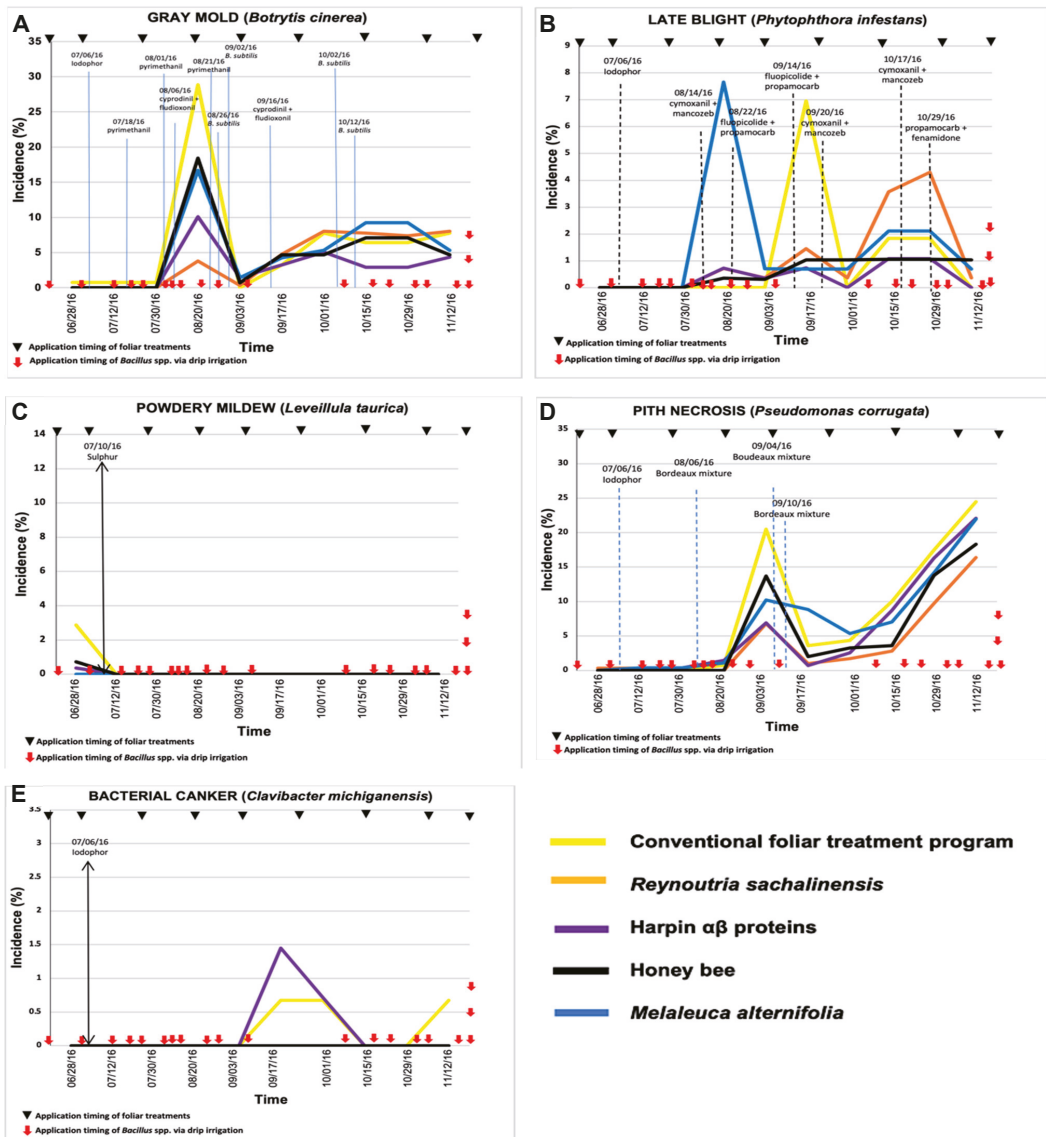 A
GRAY MOLD (Botrytis cinerea)
35
30
25
20
15
10
5
0
Incidence (%)
07/06/16
Iodophor
07/18/16
pyrimethanil
08/01/16
pyrimethanil
08/06/16
cyprodinil +
fludioxonil
08/21/16
pyrimethanil
08/26/16
B. subtilis
09/02/16
B. subtilis
09/16/16
cyprodinil +
fludioxonil
10/02/16
B. subtilis
10/12/16
B. subtilis
06/28/16
07/12/16
07/30/16
08/20/16
09/03/16
09/17/16
10/01/16
10/15/16
10/29/16
11/12/16
Time
Application timing of foliar treatments
Application timing of Bacillus spp. via drip irrigation
B
LATE BLIGHT (Phytophthora infestans)
9
8
7
6
5
4
3
2
1
0
Incidence (%)
07/06/16
Iodophor
08/14/16
cymoxanil +
mancozeb
08/22/16
fluopicolide +
propamocarb
09/14/16
fluopicolide +
propamocarb
09/20/16
cymoxanil +
mancozeb
10/17/16
cymoxanil +
mancozeb
10/29/16
propamocarb +
fenamidone
06/28/16
07/12/16
07/30/16
08/20/16
09/03/16
09/17/16
10/01/16
10/15/16
10/29/16
11/12/16
Time
Application timing of foliar treatments
Application timing of Bacillus spp. via drip irrigation
C
POWDERY MILDEW (Leveillula taurica)
14
12
10
8
6
4
2
0
Incidence (%)
07/10/16
Sulphur
06/28/16
07/12/16
07/30/16
08/20/16
09/03/16
09/17/16
10/01/16
10/15/16
10/29/16
11/12/16
Time
Application timing of foliar treatments
Application timing of Bacillus spp. via drip irrigation
D
PITH NECROSIS (Pseudomonas corrugata)
35
30
25
20
15
10
5
0
Incidence (%)
07/06/16
Iodophor
08/06/16
Bordeaux mixture
09/04/16
Boudeaux mixture
09/10/16
Bordeaux mixture
06/28/16
07/12/16
07/30/16
08/20/16
09/03/16
09/17/16
10/01/16
10/15/16
10/29/16
11/12/16
Time
Application timing of foliar treatments
Application timing of Bacillus spp. via drip irrigation
E
BACTERIAL CANKER (Clavibacter michiganensis)
3.5
3
2.5
2
1.5
1
0.5
0
Incidence (%)
07/06/16
Iodophor
06/28/16
07/12/16
07/30/16
08/20/16
09/03/16
09/17/16
10/01/16
10/15/16
10/29/16
11/12/16
Time
Application timing of foliar treatments
Application timing of Bacillus spp. via drip irrigation
Conventional foliar treatment program
Reynoutria sachalinensis
Harpin αβ proteins
Honey bee
Melaleuca alternifolia